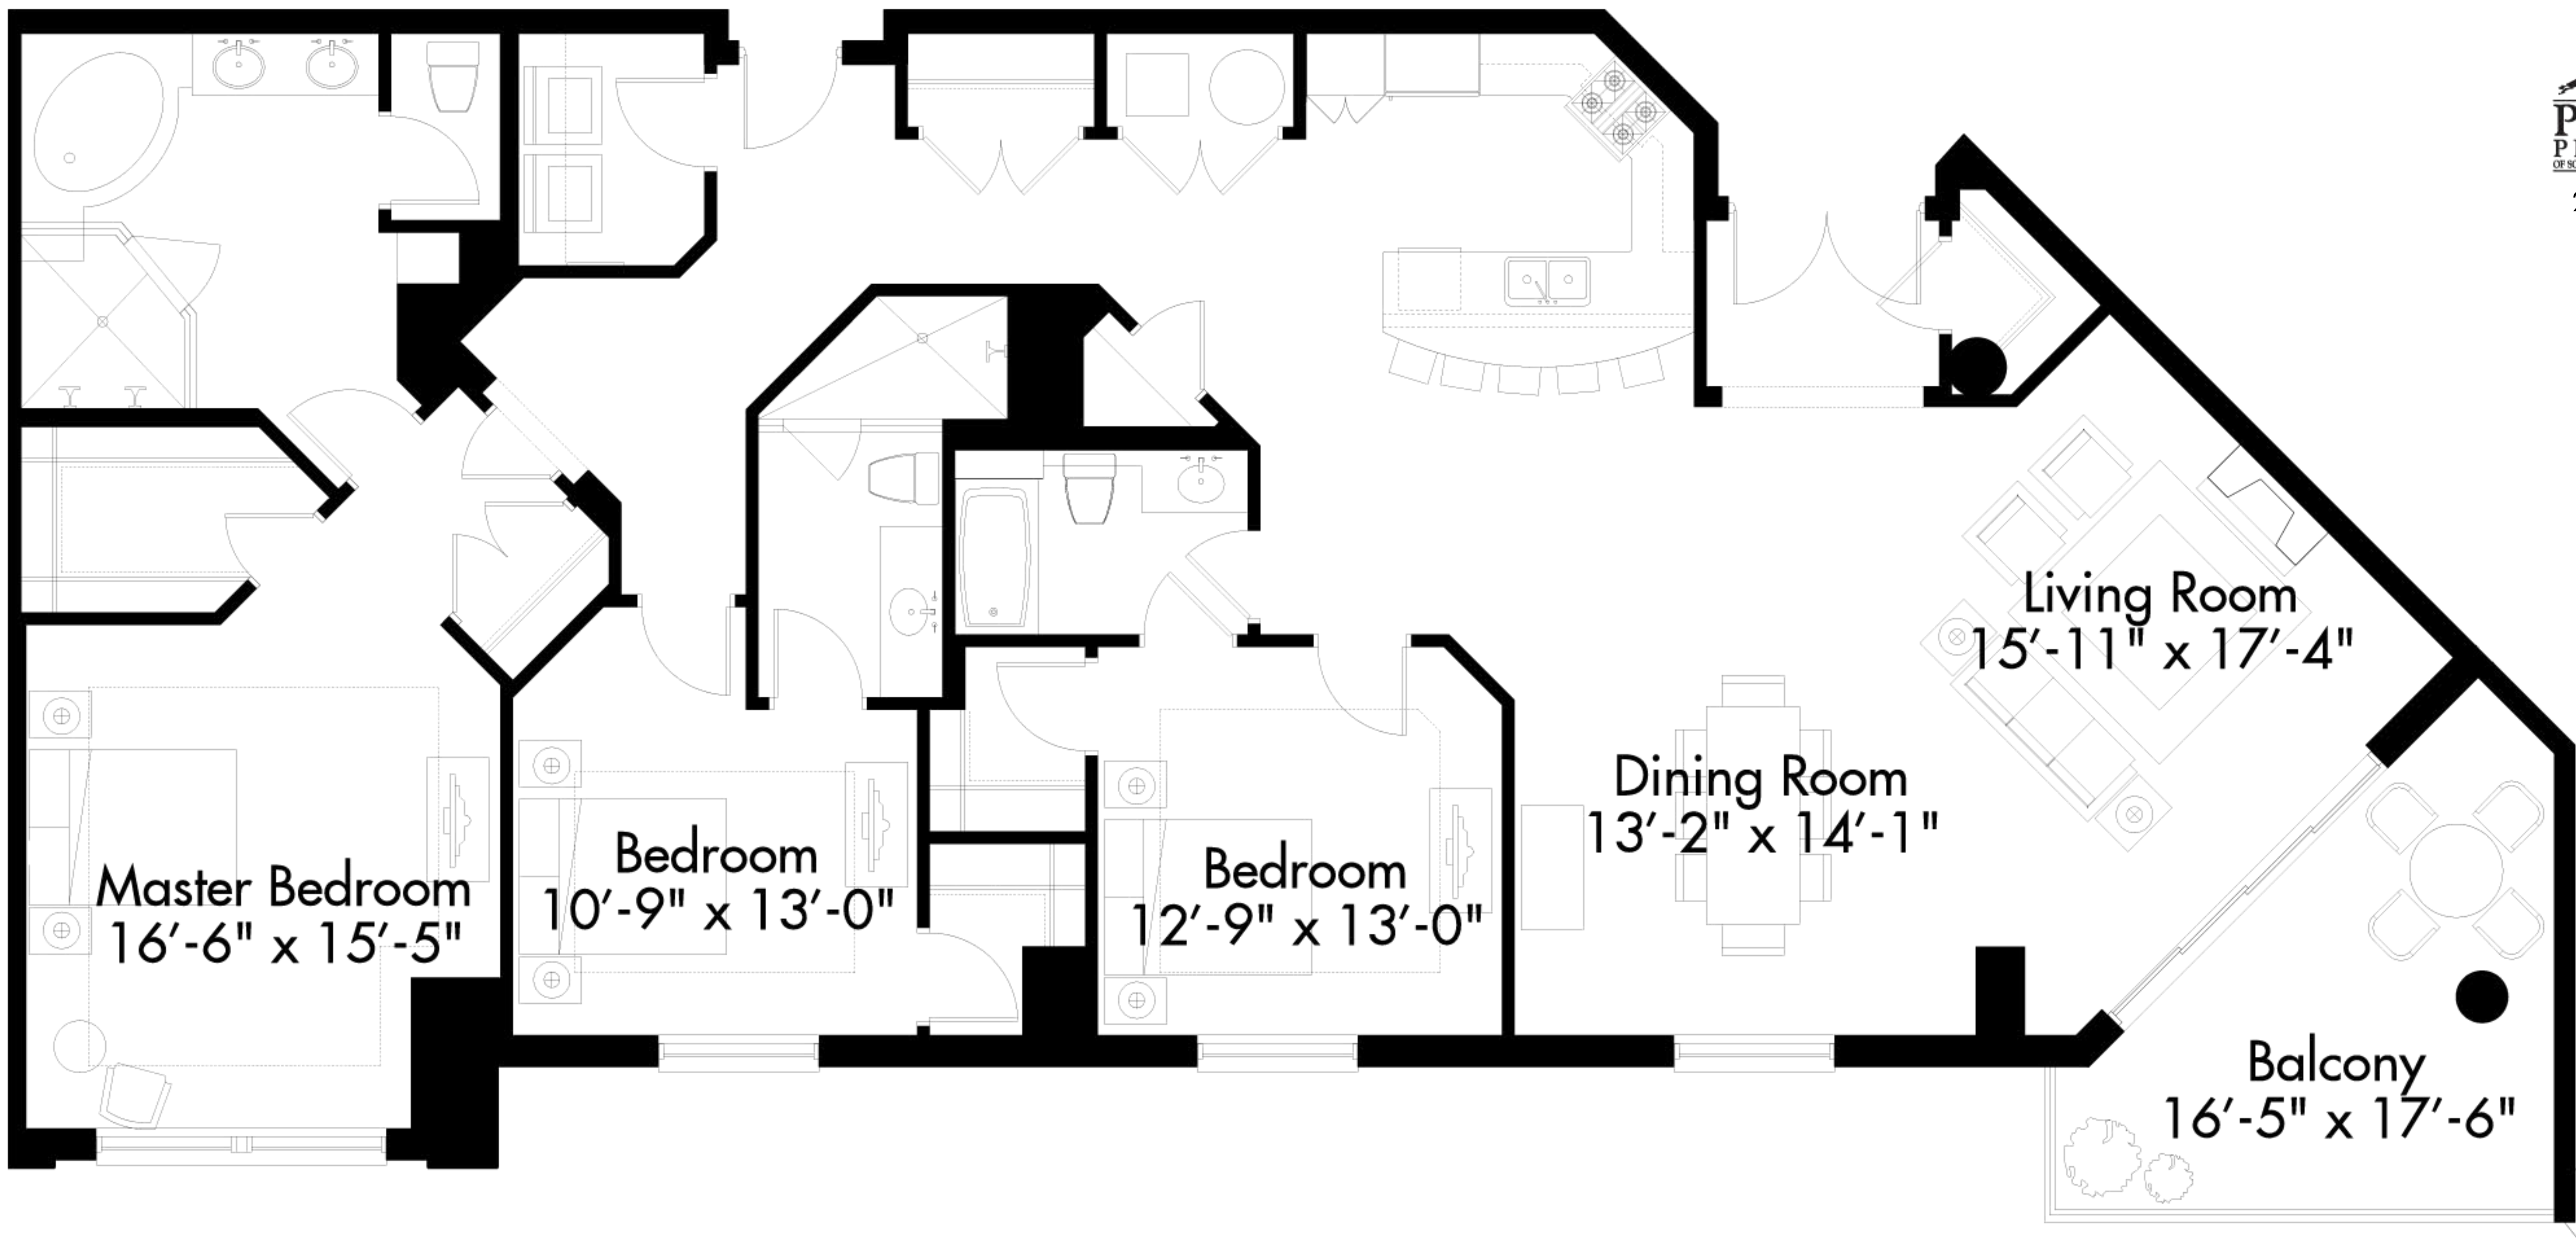 Living Room
15'-11" x 17'-4"
Dining Room
13'-2" x 14'-1"
Bedroom
10'-9" x 13'-0"
Bedroom
12'-9" x 13'-0"
Master Bedroom
16'-6" x 15'-5"
Balcony
16'-5" x 17'-6"